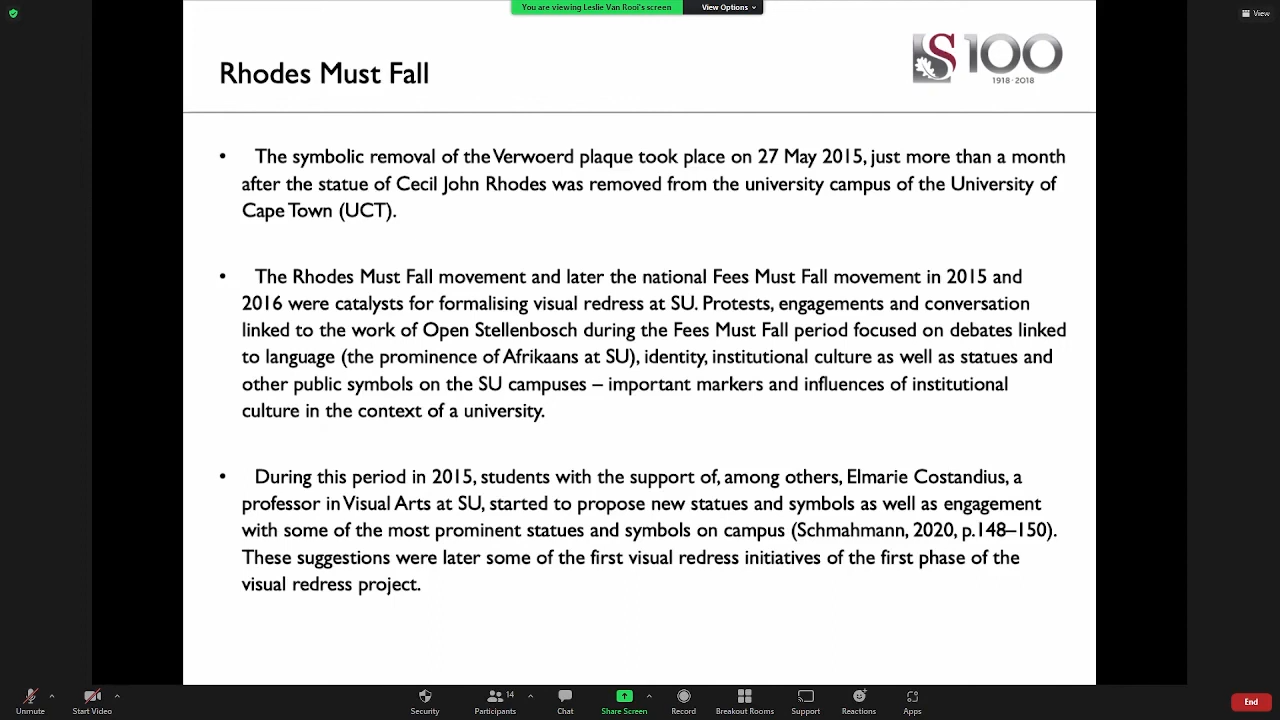 You are viewing Leslie Van Rooi's screen
View Options
View
Rhodes Must Fall
S100
1918 · 2018
• The symbolic removal of the Verwoerd plaque took place on 27 May 2015, just more than a month
after the statue of Cecil John Rhodes was removed from the university campus of the University of
Cape Town (UCT).
• The Rhodes Must Fall movement and later the national Fees Must Fall movement in 2015 and
2016 were catalysts for formalising visual redress at SU. Protests, engagements and conversation
linked to the work of Open Stellenbosch during the Fees Must Fall period focused on debates linked
to language (the prominence of Afrikaans at SU), identity, institutional culture as well as statues and
other public symbols on the SU campuses – important markers and influences of institutional
culture in the context of a university.
• During this period in 2015, students with the support of, among others, Elmarie Costandius, a
professor in Visual Arts at SU, started to propose new statues and symbols as well as engagement
with some of the most prominent statues and symbols on campus (Schmahmann, 2020, p.148–150).
These suggestions were later some of the first visual redress initiatives of the first phase of the
visual redress project.
14
Unmute
Start Video
Security
Participants
Chat
Share Screen
Record
Breakout Rooms
Support
Reactions
Apps
End